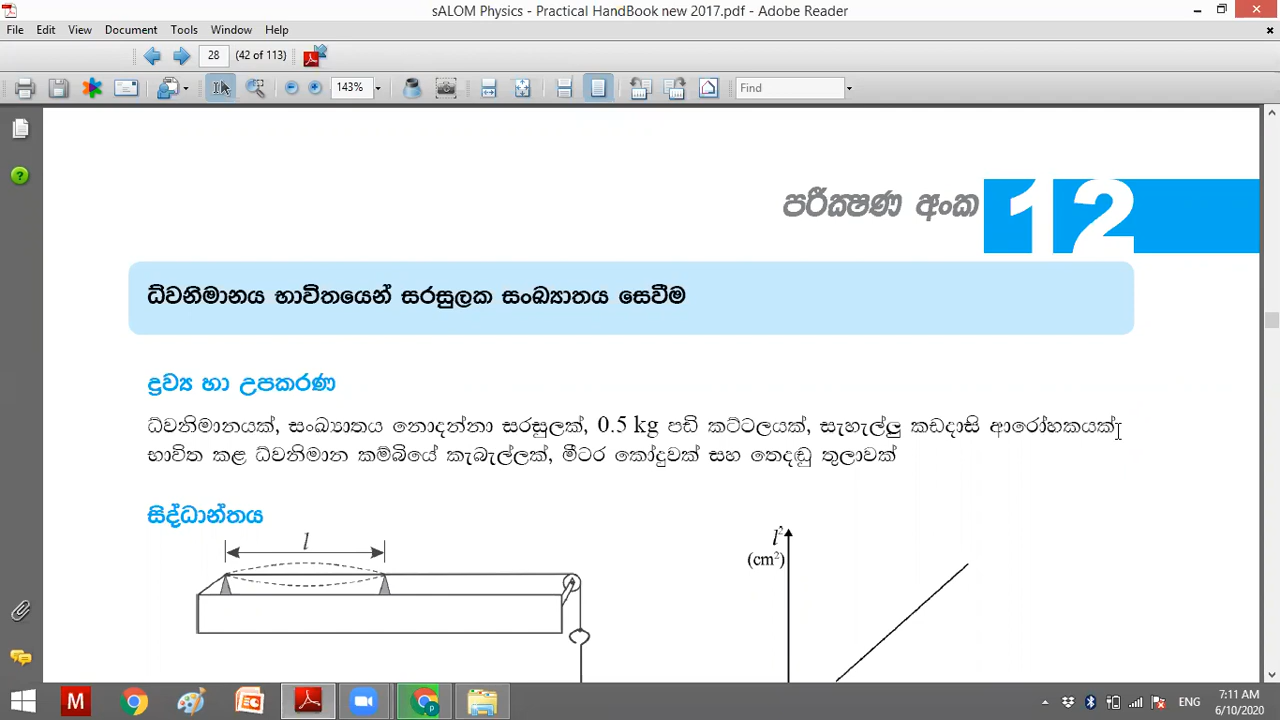 sALOM Physics - Practical HandBook new 2017.pdf - Adobe Reader
File Edit View Document Tools Window Help
28 (42 of 113)
143% Find
පරීක්ෂණ අංක 12
ධ්වනිමානය භාවිතයෙන් සරසුලක සංඛ්‍යාතය සෙවීම
ද්‍රව්‍ය හා උපකරණ
ධ්වනිමානයක්, සංඛ්‍යාතය නොදන්නා සරසුලක්, 0.5 kg පඩි කට්ටලයක්, සැහැල්ලු කඩදාසි ආරෝහකයක්,
භාවිත කළ ධ්වනිමාන කම්බියේ කැබැල්ලක්, මීටර කෝදුවක් සහ තෙදඬු තුලාවක්
සිද්ධාන්තය
l
l²
(cm²)
ENG
7:11 AM
6/10/2020